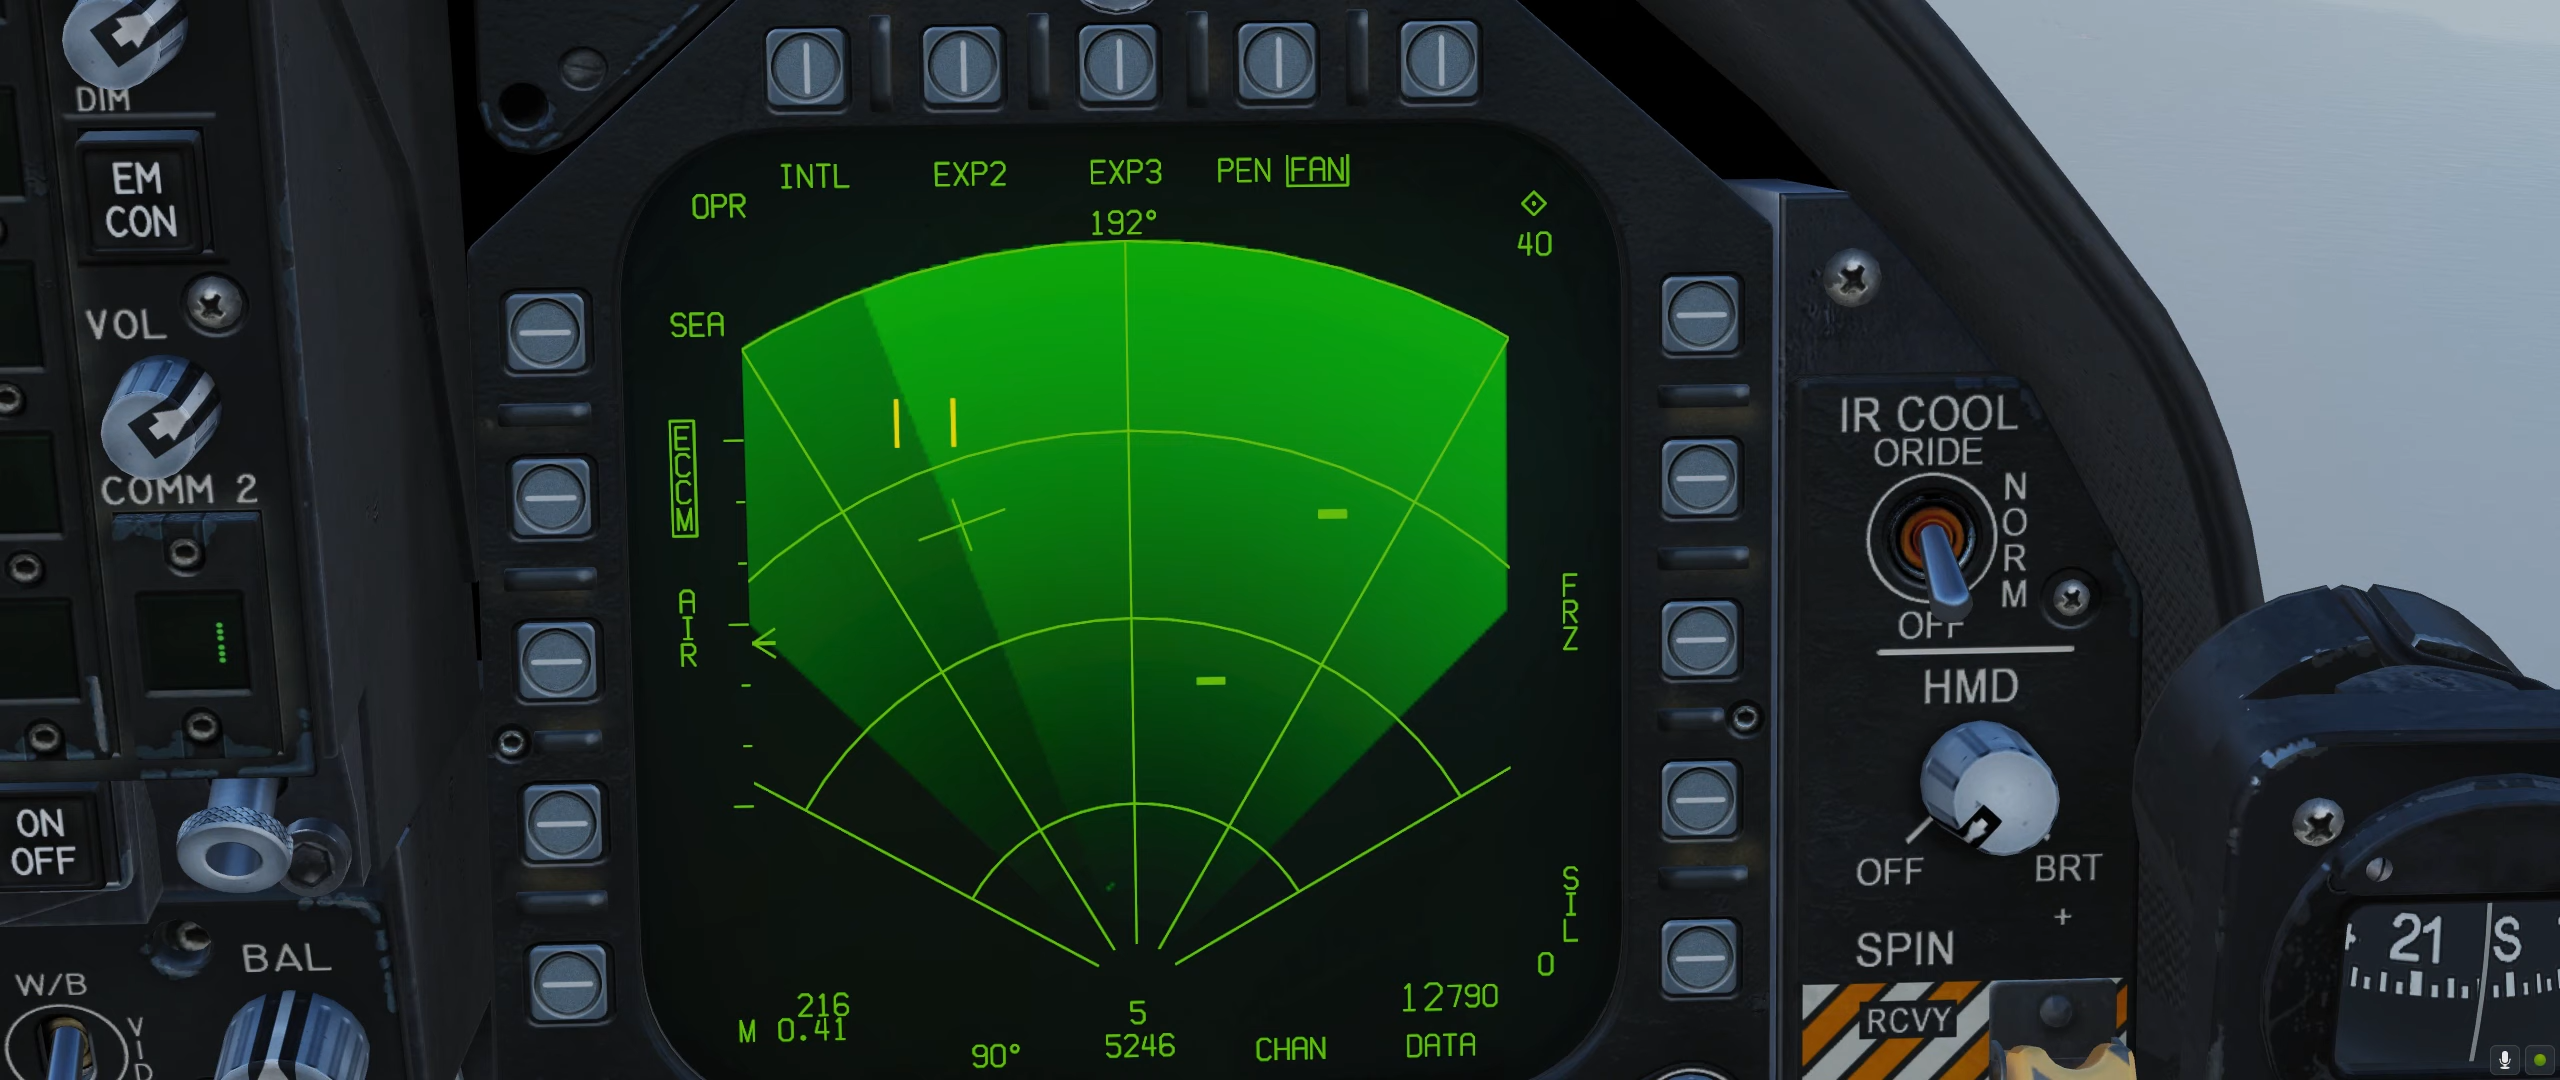 DIM
EM
CON
VOL
COMM 2
ON
OFF
BAL
W/B
VID
INTL
EXP2
EXP3
PEN FAN
OPR
192°
40
SEA
ECCM
AIR
FRZ
SIL
0
216
M 0.41
90°
5
5246
CHAN
12790
DATA
IR COOL
ORIDE
NORM
OFF
HMD
OFF
BRT
SPIN
RCVY
21
S